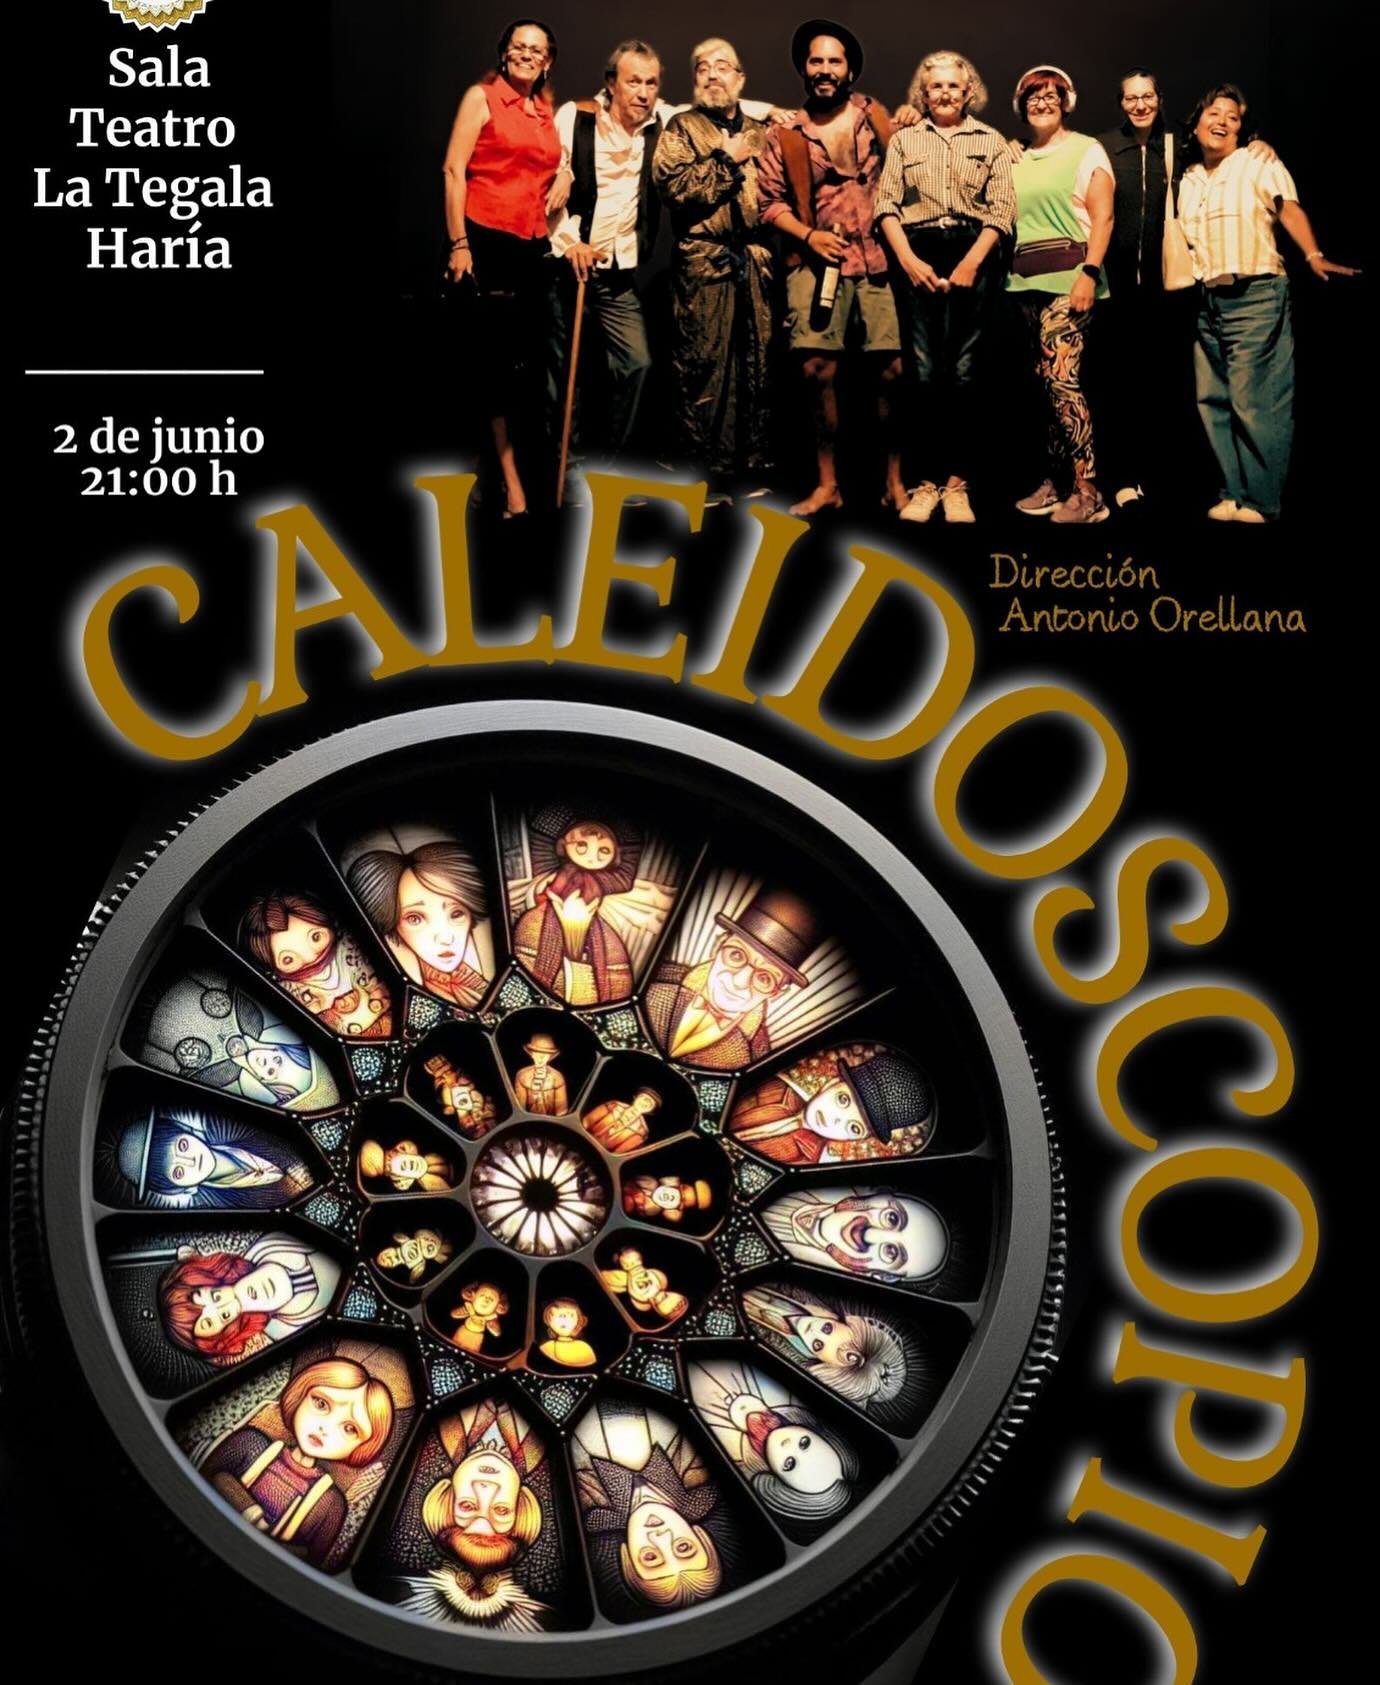 Sala
Teatro
La Tegala
Haría
2 de junio
21:00 h
CALEIDOSCOPIO
Dirección
Antonio Orellana